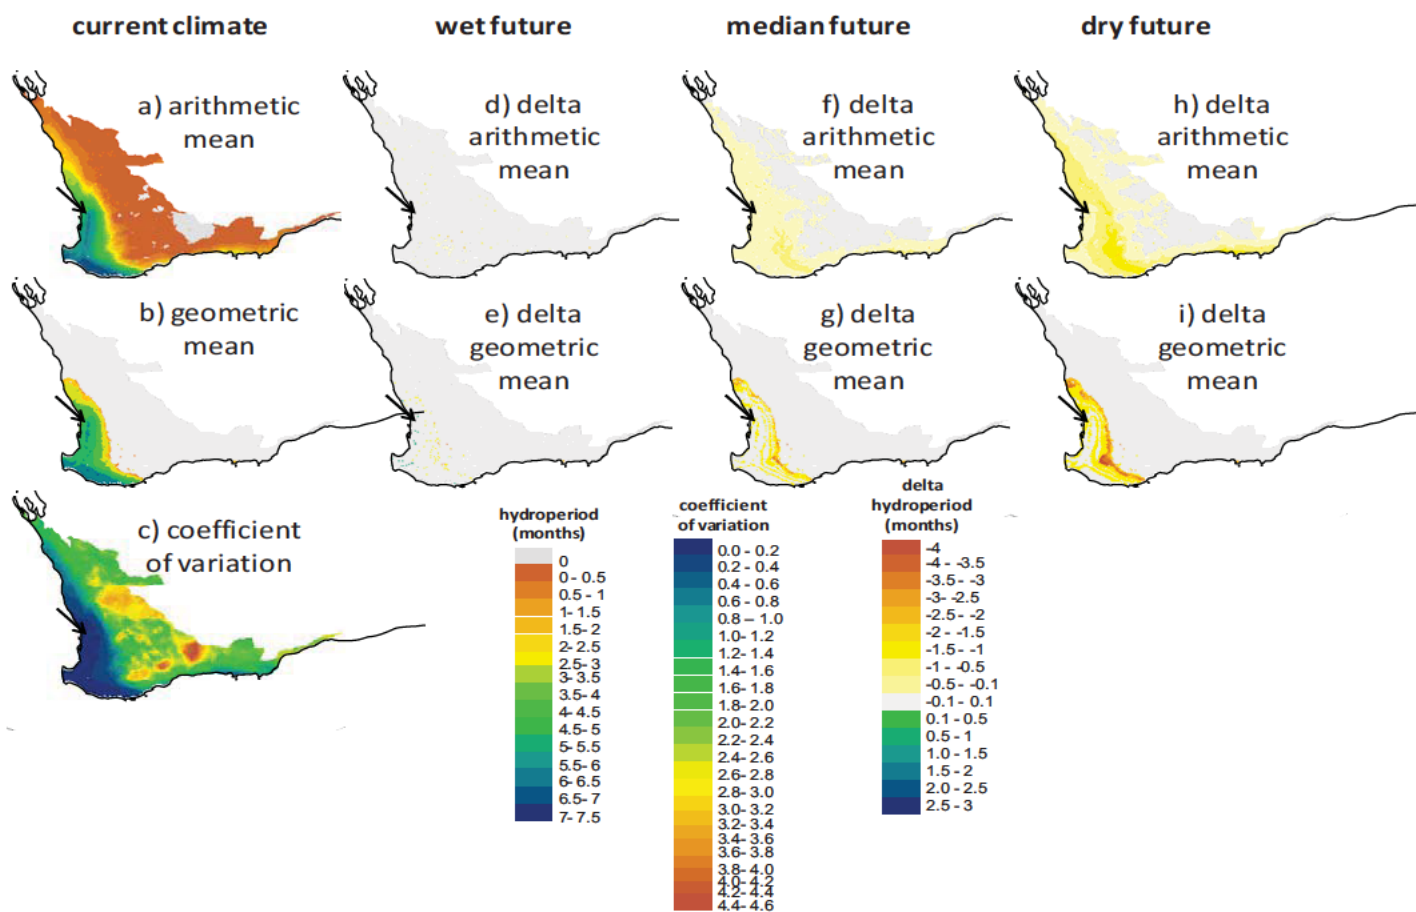 current climate
wet future
median future
dry future
a) arithmetic
mean
d) delta
arithmetic
mean
f) delta
arithmetic
mean
h) delta
arithmetic
mean
b) geometric
mean
e) delta
geometric
mean
g) delta
geometric
mean
i) delta
geometric
mean
c) coefficient
of variation
hydroperiod
(months)
0
0- 0.5
0.5 - 1
1- 1.5
1.5- 2
2- 2.5
2.5- 3
3- 3.5
3.5- 4
4- 4.5
4.5- 5
5- 5.5
5.5- 6
6- 6.5
6.5- 7
7- 7.5
coefficient
of variation
0.0 - 0.2
0.2 - 0.4
0.4 - 0.6
0.6 - 0.8
0.8 -- 1.0
1.0- 1.2
1.2- 1.4
1.4- 1.6
1.6- 1.8
1.8- 2.0
2.0- 2.2
2.2- 2.4
2.4- 2.6
2.6- 2.8
2.8- 3.0
3.0- 3.2
3.2- 3.4
3.4- 3.6
3.6- 3.8
3.8- 4.0
4.0- 4.2
4.2- 4.4
4.4- 4.6
delta
hydroperiod
(months)
-4
-4 - -3.5
-3.5- -3
-3- -2.5
-2.5- -2
-2 - -1.5
-1.5- -1
-1 - -0.5
-0.5- -0.1
-0.1 - 0.1
0.1 - 0.5
0.5 - 1
1.0 - 1.5
1.5 - 2
2.0 - 2.5
2.5 - 3